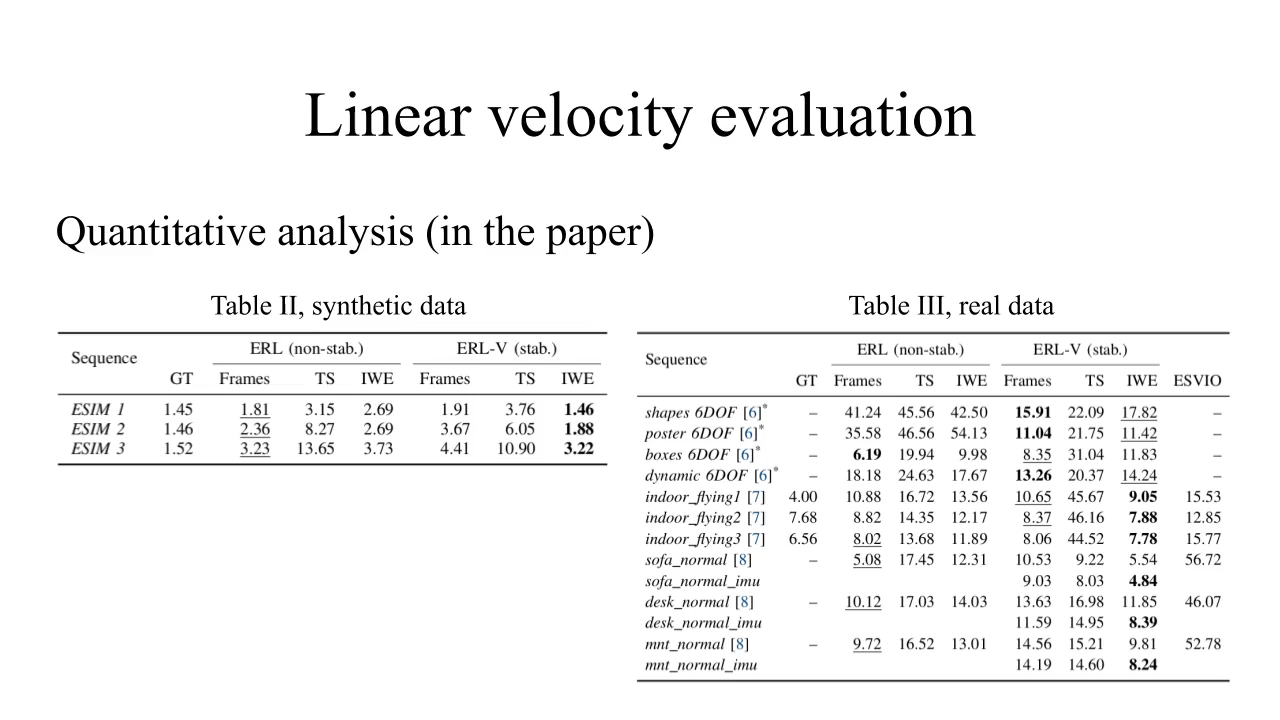 Linear velocity evaluation
Quantitative analysis (in the paper)
Table II, synthetic data
Sequence ERL (non-stab.) ERL-V (stab.)
GT Frames TS IWE Frames TS IWE
ESIM 1 1.45 1.81 3.15 2.69 1.91 3.76 1.46
ESIM 2 1.46 2.36 8.27 2.69 3.67 6.05 1.88
ESIM 3 1.52 3.23 13.65 3.73 4.41 10.90 3.22
Table III, real data
Sequence ERL (non-stab.) ERL-V (stab.)
GT Frames TS IWE Frames TS IWE ESVIO
shapes 6DOF [6]* – 41.24 45.56 42.50 15.91 22.09 17.82 –
poster 6DOF [6]* – 35.58 46.56 54.13 11.04 21.75 11.42 –
boxes 6DOF [6]* – 6.19 19.94 9.98 8.35 31.04 11.83 –
dynamic 6DOF [6]* – 18.18 24.63 17.67 13.26 20.37 14.24 –
indoor_flying1 [7] 4.00 10.88 16.72 13.56 10.65 45.67 9.05 15.53
indoor_flying2 [7] 7.68 8.82 14.35 12.17 8.37 46.16 7.88 12.85
indoor_flying3 [7] 6.56 8.02 13.68 11.89 8.06 44.52 7.78 15.77
sofa_normal [8] – 5.08 17.45 12.31 10.53 9.22 5.54 56.72
sofa_normal_imu 9.03 8.03 4.84
desk_normal [8] – 10.12 17.03 14.03 13.63 16.98 11.85 46.07
desk_normal_imu 11.59 14.95 8.39
mnt_normal [8] – 9.72 16.52 13.01 14.56 15.21 9.81 52.78
mnt_normal_imu 14.19 14.60 8.24